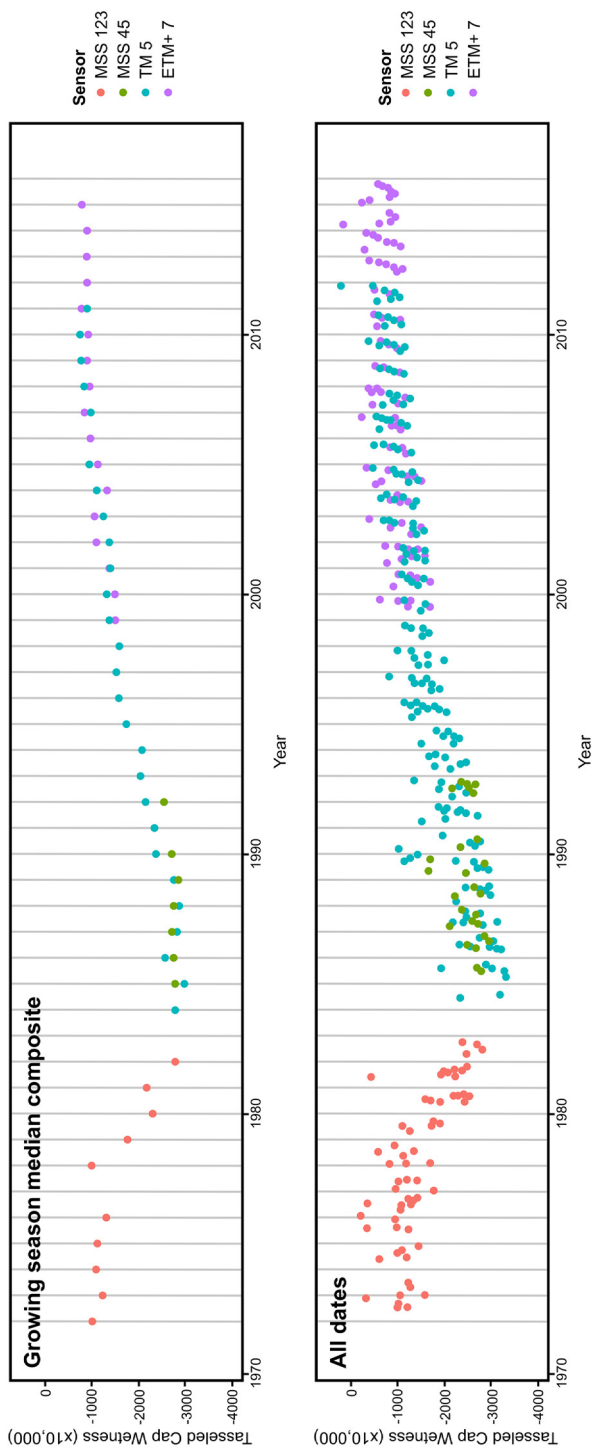 Growing season median composite
Tasseled Cap Wetness (x10,000)
0
-1000
-2000
-3000
-4000
1970
1980
1990
2000
2010
Year
Sensor
MSS 123
MSS 45
TM 5
ETM+ 7
All dates
Tasseled Cap Wetness (x10,000)
0
-1000
-2000
-3000
-4000
1970
1980
1990
2000
2010
Year
Sensor
MSS 123
MSS 45
TM 5
ETM+ 7